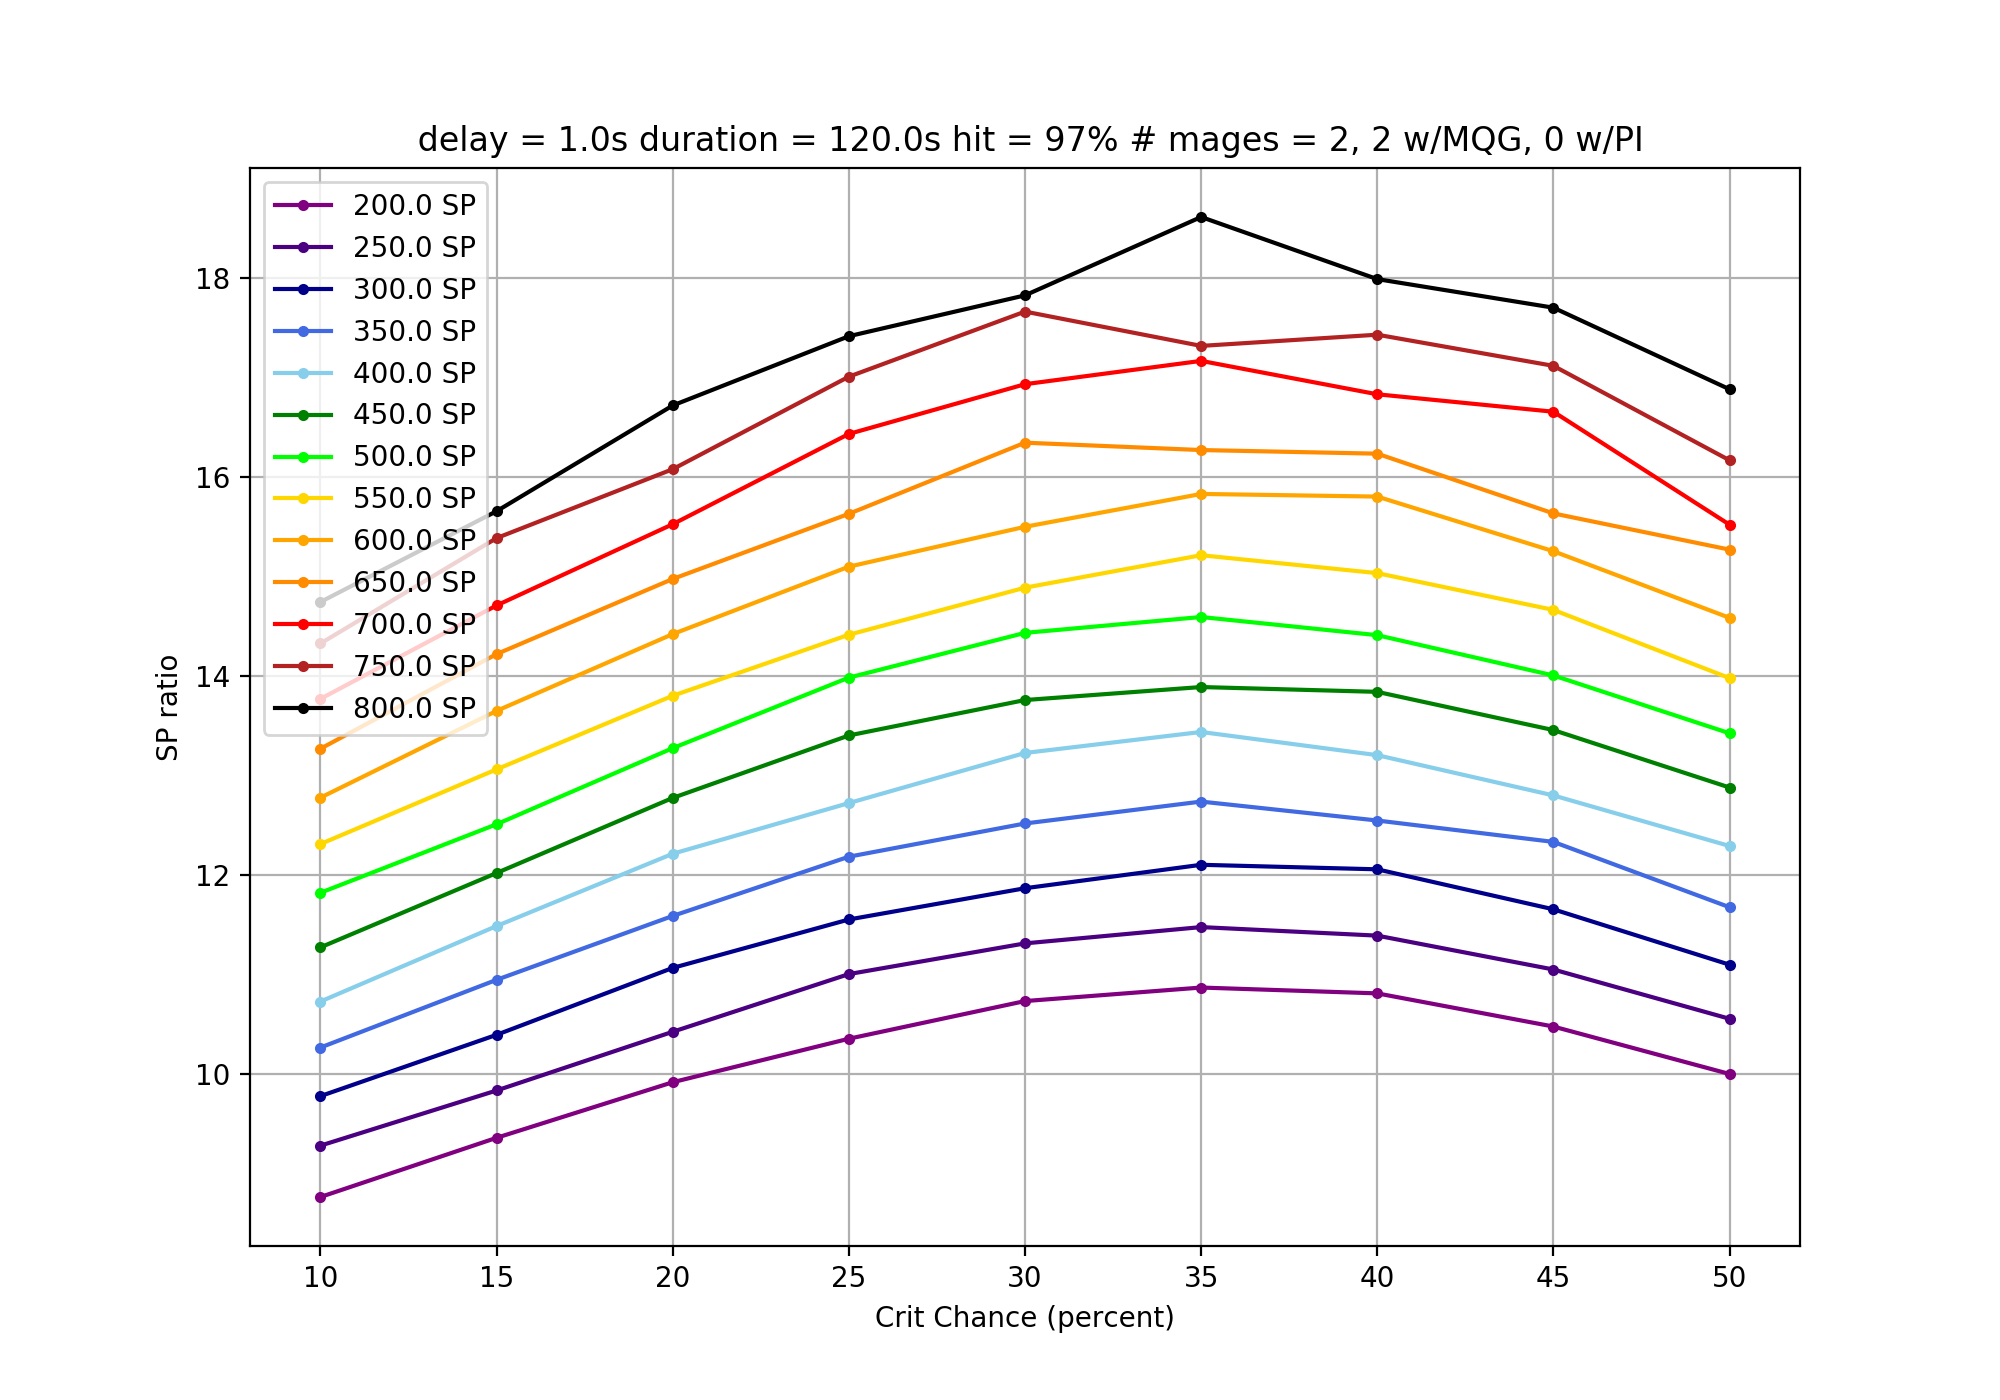 delay = 1.0s duration = 120.0s hit = 97% # mages = 2, 2 w/MQG, 0 w/PI
200.0 SP
250.0 SP
300.0 SP
350.0 SP
400.0 SP
450.0 SP
500.0 SP
550.0 SP
600.0 SP
650.0 SP
700.0 SP
750.0 SP
800.0 SP
18
16
14
12
10
SP ratio
10 15 20 25 30 35 40 45 50
Crit Chance (percent)